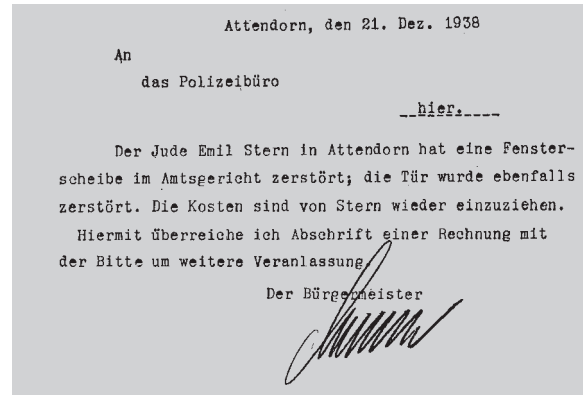 Attendorn, den 21. Dez. 1938
An
das Polizeibüro
hier.
Der Jude Emil Stern in Attendorn hat eine Fenster-
scheibe im Amtsgericht zerstört; die Tür wurde ebenfalls
zerstört. Die Kosten sind von Stern wieder einzuziehen.
Hiermit überreiche ich Abschrift einer Rechnung mit
der Bitte um weitere Veranlassung.
Der Bürgermeister